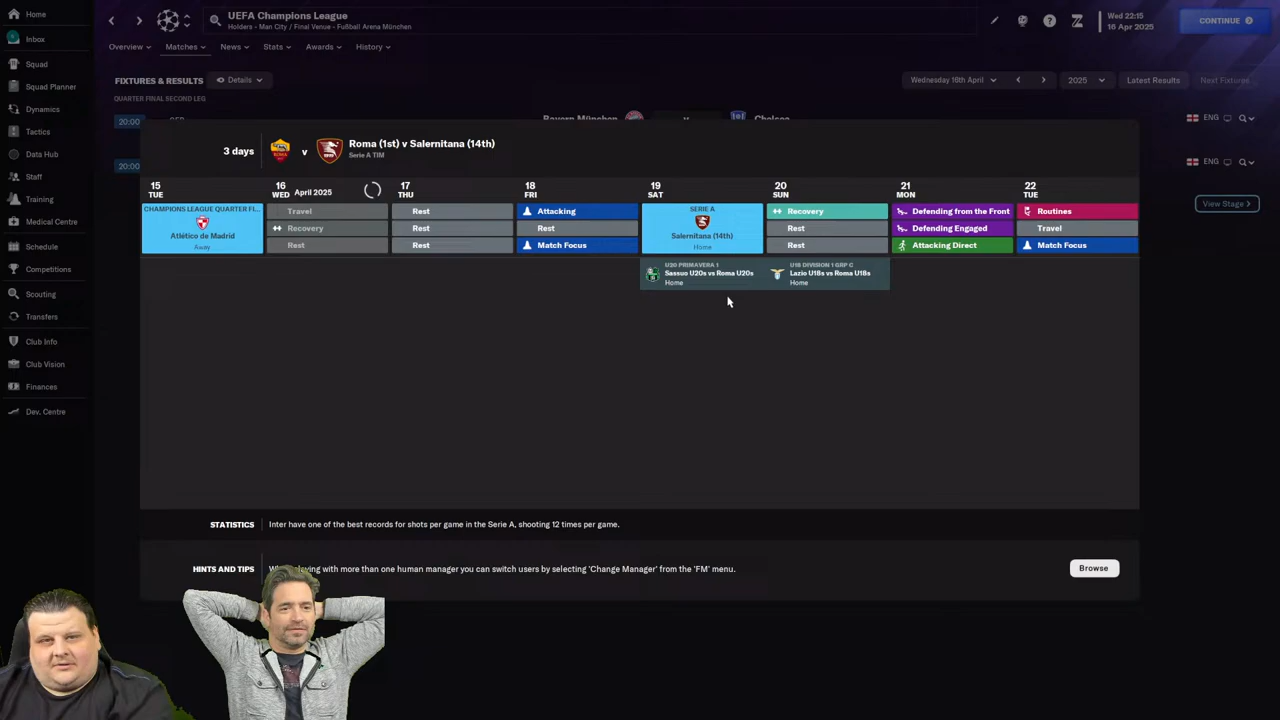 Home
Inbox
Squad
Squad Planner
Dynamics
Tactics
Data Hub
Staff
Training
Medical Centre
Schedule
Competitions
Scouting
Transfers
Club Info
Club Vision
Finances
Dev. Centre
UEFA Champions League
Holders - Man City / Final Venue - Fußball Arena München
Wed 22:15
16 Apr 2025
CONTINUE
Overview
Matches
News
Stats
Awards
History
FIXTURES & RESULTS
Details
Wednesday 16th April
2025
Latest Results
Next Fixtures
QUARTER FINAL SECOND LEG
20:00
Bayern München
v
Chelsea
ENG
20:00
ENG
View Stage
3 days
v
Roma (1st) v Salernitana (14th)
Serie A TIM
15
TUE
16
WED
April 2025
17
THU
18
FRI
19
SAT
20
SUN
21
MON
22
TUE
CHAMPIONS LEAGUE QUARTER FI...
Atlético de Madrid
Away
Travel
Recovery
Rest
Rest
Rest
Rest
Attacking
Rest
Match Focus
SERIE A
Salernitana (14th)
Home
Recovery
Rest
Rest
Defending from the Front
Defending Engaged
Attacking Direct
Routines
Travel
Match Focus
U20 PRIMAVERA 1
Sassuo U20s vs Roma U20s
Home
U18 DIVISION 1 GRP C
Lazio U18s vs Roma U18s
Home
STATISTICS
Inter have one of the best records for shots per game in the Serie A, shooting 12 times per game.
HINTS AND TIPS
playing with more than one human manager you can switch users by selecting 'Change Manager' from the 'FM' menu.
Browse